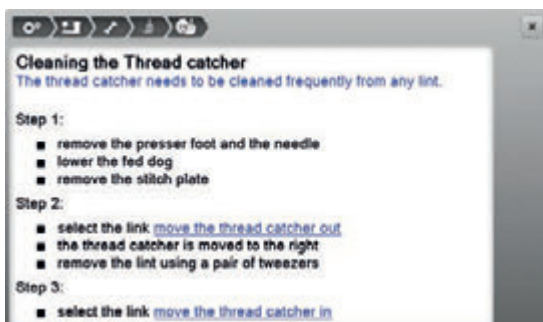 Cleaning the Thread catcher
The thread catcher needs to be cleaned frequently from any lint.
Step 1:
remove the presser foot and the needle
lower the fed dog
remove the stitch plate
Step 2:
select the link move the thread catcher out
the thread catcher is moved to the right
remove the lint using a pair of tweezers
Step 3:
select the link move the thread catcher in